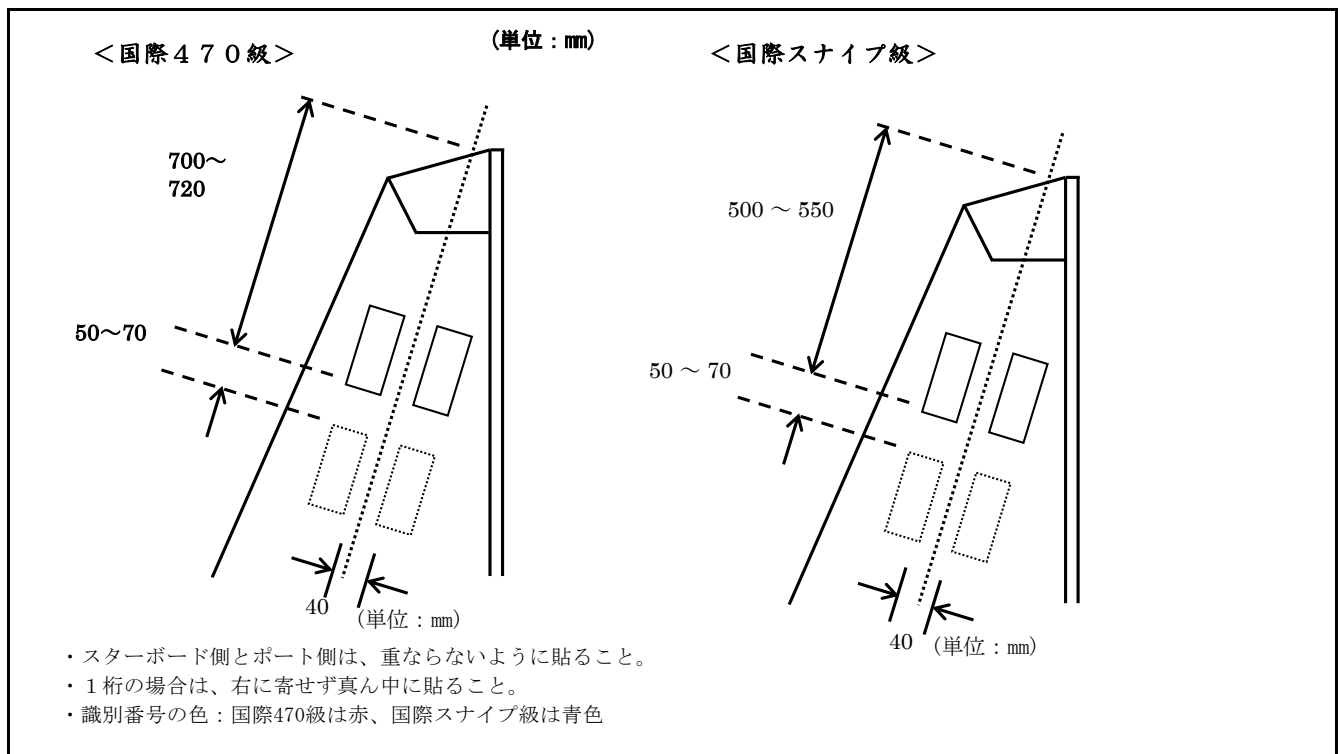 (単位：㎜)
＜国際４７０級＞
700～
720
50～70
40
(単位：㎜)
＜国際スナイプ級＞
500 ～ 550
50 ～ 70
40
(単位：㎜)
・スターボード側とポート側は、重ならないように貼ること。
・１桁の場合は、右に寄せず真ん中に貼ること。
・識別番号の色：国際470級は赤、国際スナイプ級は青色